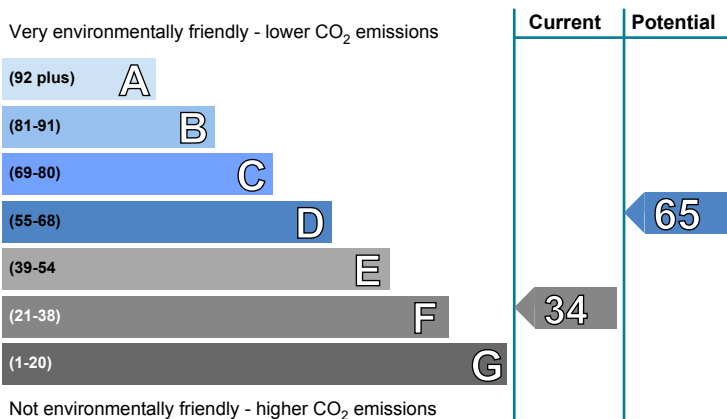 Very environmentally friendly - lower CO2 emissions
Current
Potential
(92 plus) A
(81-91) B
(69-80) C
(55-68) D
65
(39-54 E
(21-38) F
34
(1-20) G
Not environmentally friendly - higher CO2 emissions